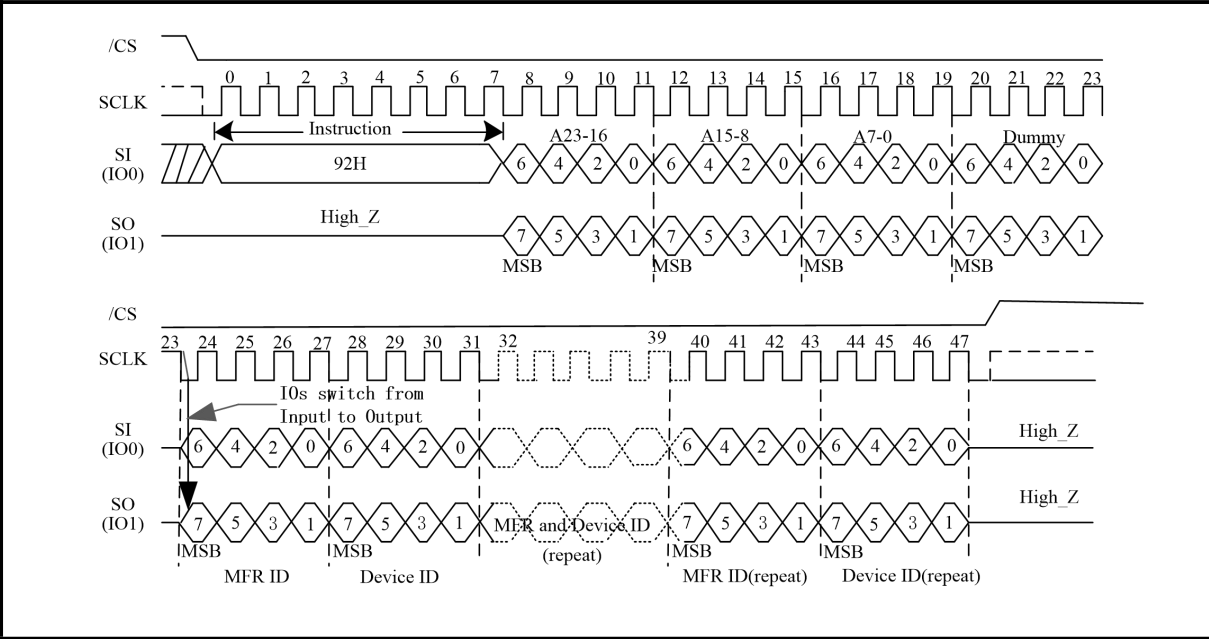 /CS
0 1 2 3 4 5 6 7 8 9 10 11 12 13 14 15 16 17 18 19 20 21 22 23
SCLK
Instruction A23-16 A15-8 A7-0 Dummy
SI
(IO0)
92H 6 4 2 0 6 4 2 0 6 4 2 0 6 4 2 0
High_Z
SO
(IO1)
7 5 3 1 7 5 3 1 7 5 3 1 7 5 3 1
MSB MSB MSB MSB
/CS
23 24 25 26 27 28 29 30 31 32 39 40 41 42 43 44 45 46 47
SCLK
IOs switch from
Input to Output
SI
(IO0)
6 4 2 0 6 4 2 0 6 4 2 0 6 4 2 0 High_Z
SO
(IO1)
7 5 3 1 7 5 3 1 MFR and Device ID 7 5 3 1 7 5 3 1 High_Z
MSB MSB (repeat) MSB MSB
MFR ID Device ID MFR ID(repeat) Device ID(repeat)